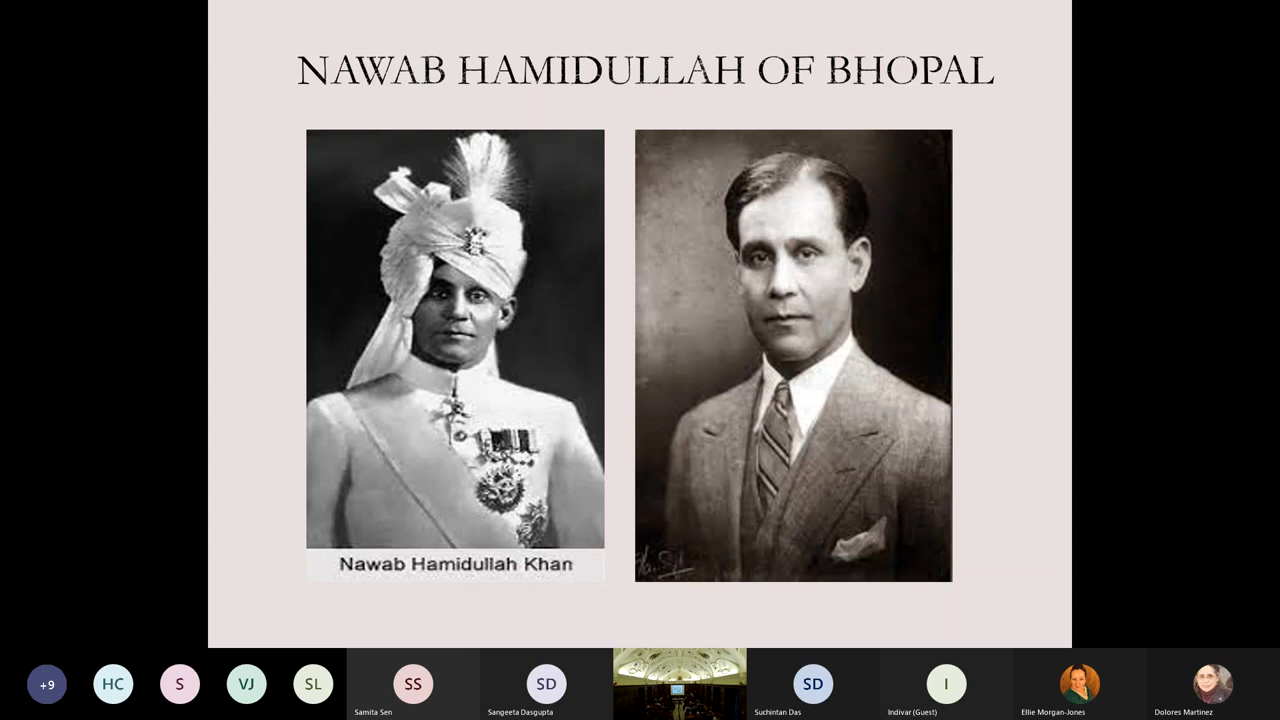 NAWAB HAMIDULLAH OF BHOPAL
Nawab Hamidullah Khan
+9
HC
S
VJ
SL
SS
SD
SD
I
Samita Sen
Sangeeta Dasgupta
Suchintan Das
Indivar (Guest)
Ellie Morgan-Jones
Dolores Martinez